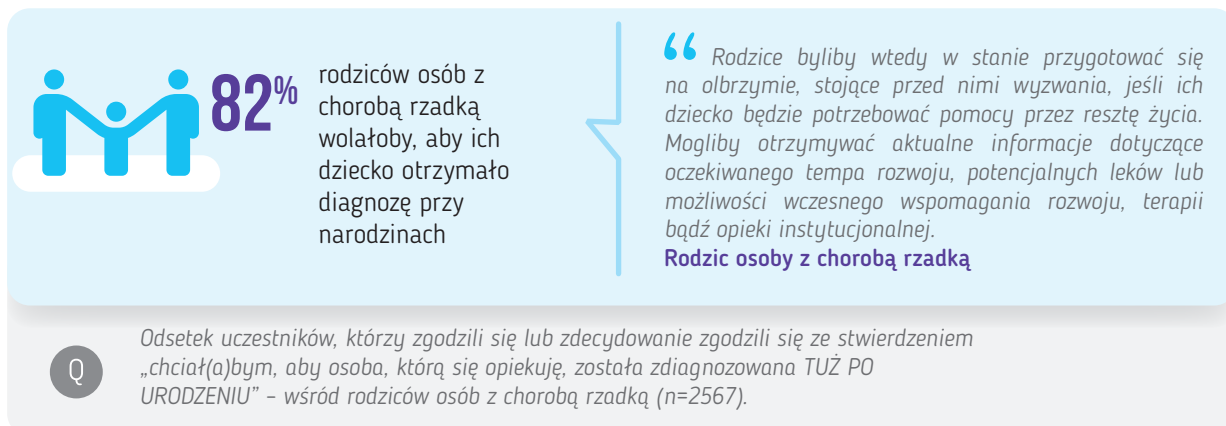 82%
rodziców osób z
chorobą rzadką
wolałoby, aby ich
dziecko otrzymało
diagnozę przy
narodzinach
“ Rodzice byliby wtedy w stanie przygotować się
na olbrzymie, stojące przed nimi wyzwania, jeśli ich
dziecko będzie potrzebować pomocy przez resztę życia.
Mogliby otrzymywać aktualne informacje dotyczące
oczekiwanego tempa rozwoju, potencjalnych leków lub
możliwości wczesnego wspomagania rozwoju, terapii
bądź opieki instytucjonalnej.
Rodzic osoby z chorobą rzadką
Q
Odsetek uczestników, którzy zgodzili się lub zdecydowanie zgodzili się ze stwierdzeniem
„chciał(a)bym, aby osoba, którą się opiekuję, została zdiagnozowana TUŻ PO
URODZENIU” – wśród rodziców osób z chorobą rzadką (n=2567).